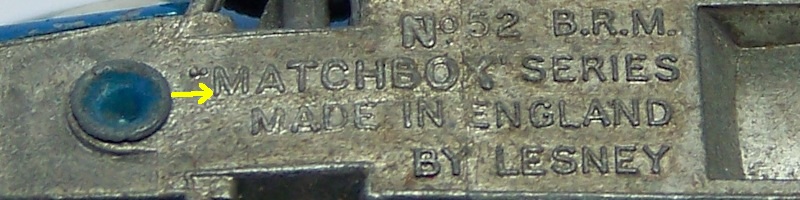 Nº 52 B.R.M.
"MATCHBOX" SERIES
MADE IN ENGLAND
BY LESNEY